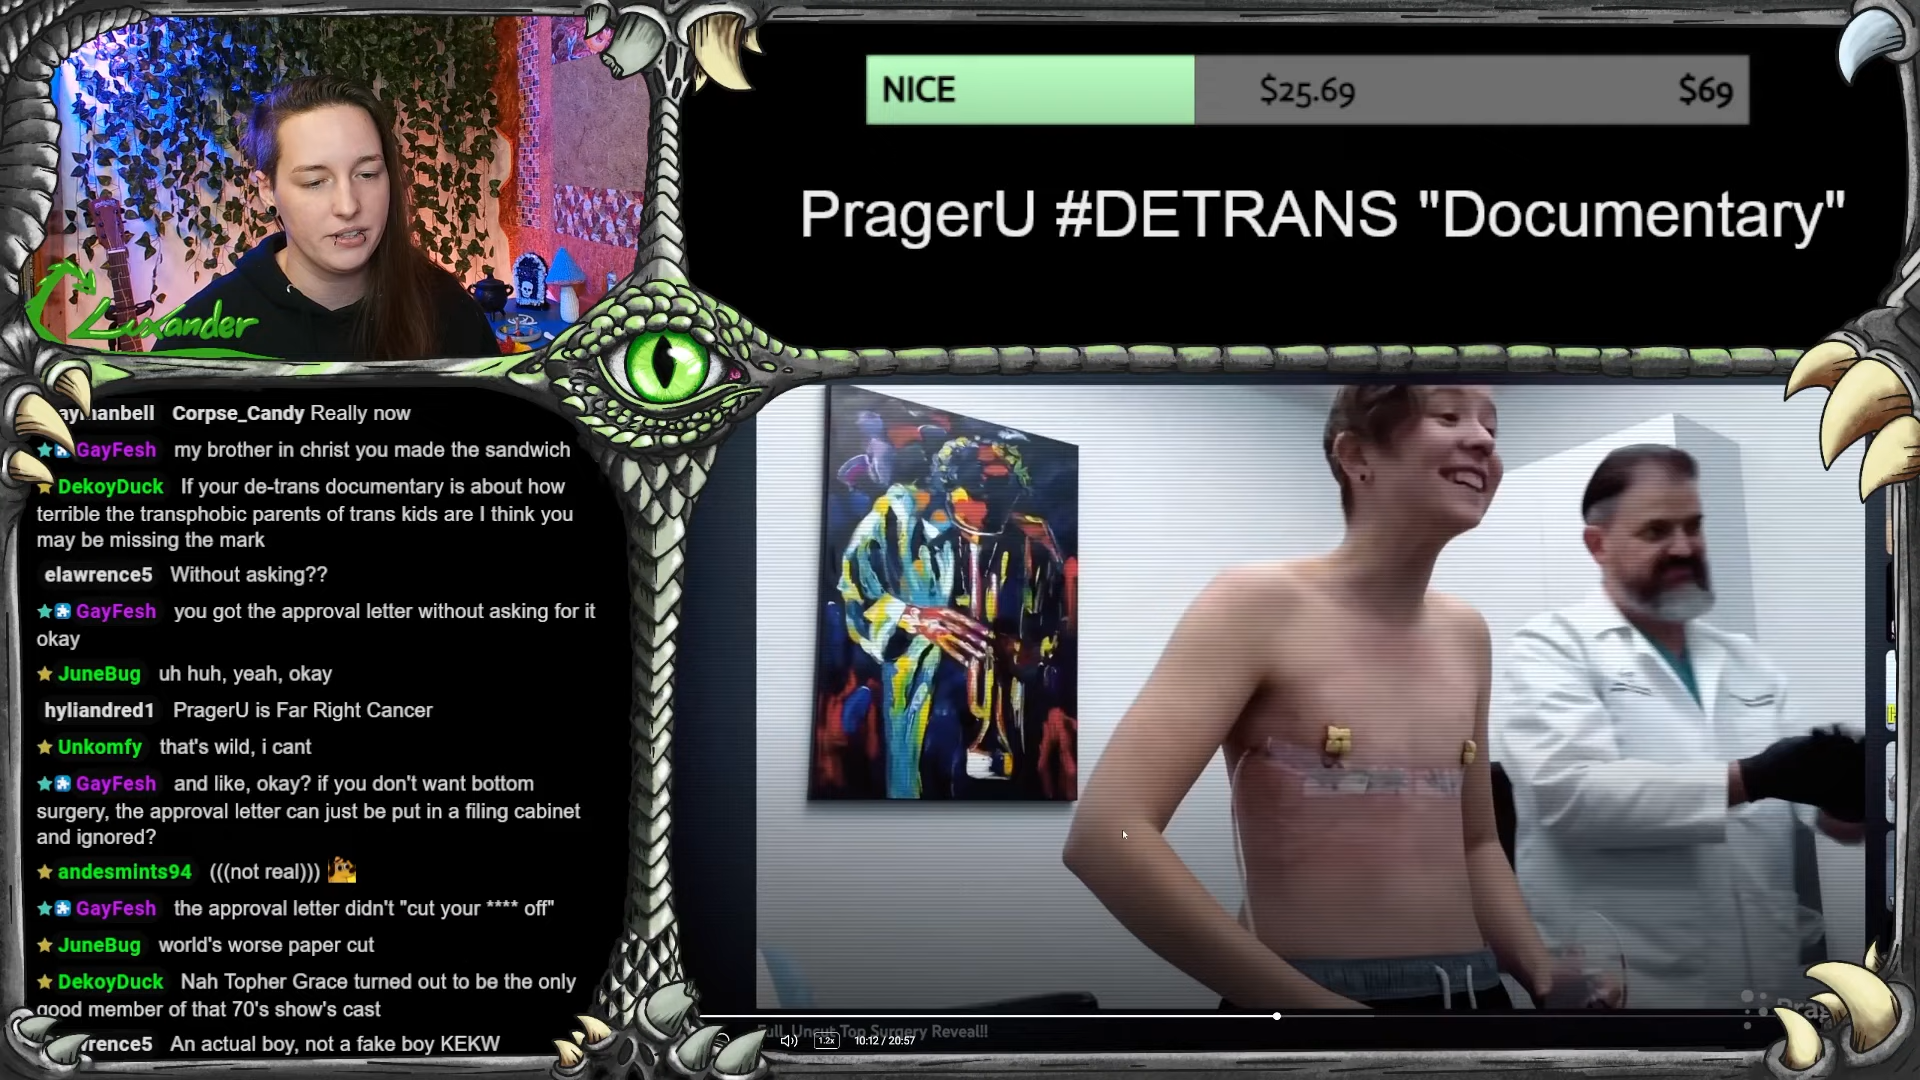 NICE $25.69 $69
PragerU #DETRANS "Documentary"
Luxander
Corpse_Candy Really now
GayFesh my brother in christ you made the sandwich
DekoyDuck If your de-trans documentary is about how
terrible the transphobic parents of trans kids are I think you
may be missing the mark
elawrence5 Without asking??
GayFesh you got the approval letter without asking for it
okay
JuneBug uh huh, yeah, okay
hyliandred1 PragerU is Far Right Cancer
Unkomfy that's wild, i cant
GayFesh and like, okay? if you don't want bottom
surgery, the approval letter can just be put in a filing cabinet
and ignored?
andesmints94 (((not real)))
GayFesh the approval letter didn't "cut your **** off"
JuneBug world's worse paper cut
DekoyDuck Nah Topher Grace turned out to be the only
good member of that 70's show's cast
rence5 An actual boy, not a fake boy KEKW
Full, Uncut Top Surgery Reveal!!
1.2x 10:12 / 20:57